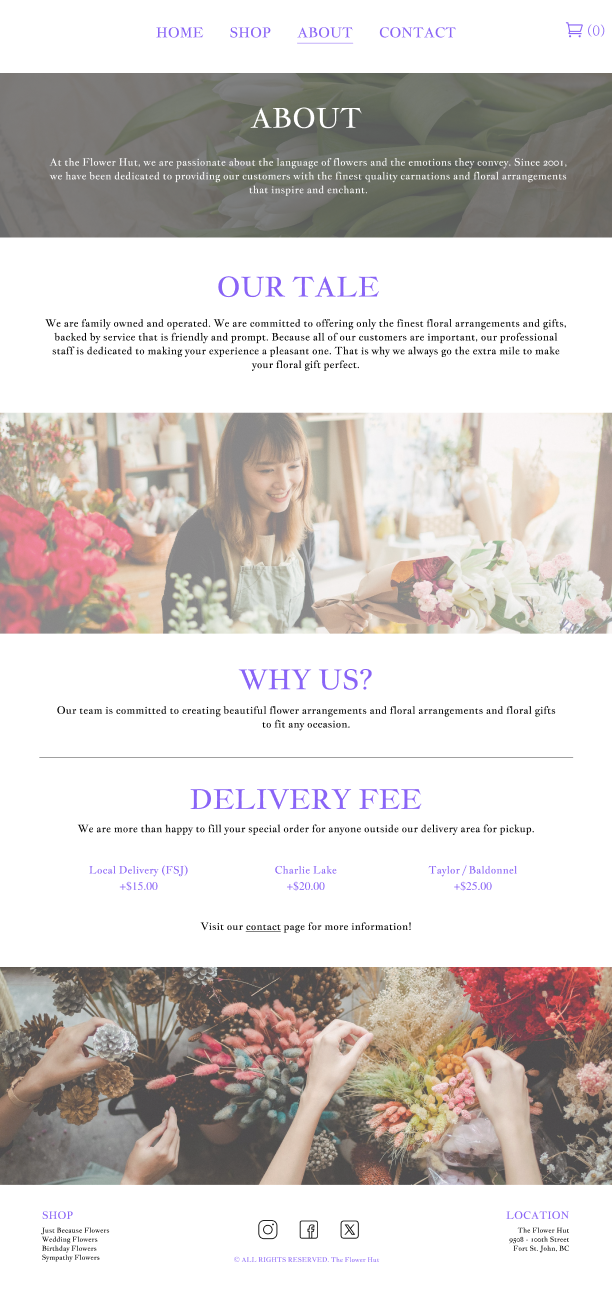 HOME SHOP ABOUT CONTACT (0)
ABOUT
At the Flower Hut, we are passionate about the language of flowers and the emotions they convey. Since 2001,
we have been dedicated to providing our customers with the finest quality carnations and floral arrangements
that inspire and enchant.
OUR TALE
We are family owned and operated. We are committed to offering only the finest floral arrangements and gifts,
backed by service that is friendly and prompt. Because all of our customers are important, our professional
staff is dedicated to making your experience a pleasant one. That is why we always go the extra mile to make
your floral gift perfect.
WHY US?
Our team is committed to creating beautiful flower arrangements and floral arrangements and floral gifts
to fit any occasion.
DELIVERY FEE
We are more than happy to fill your special order for anyone outside our delivery area for pickup.
Local Delivery (FSJ) Charlie Lake Taylor / Baldonnel
+$15.00 +$20.00 +$25.00
Visit our contact page for more information!
SHOP
Just Because Flowers
Wedding Flowers
Birthday Flowers
Sympathy Flowers
© ALL RIGHTS RESERVED. The Flower Hut
LOCATION
The Flower Hut
9508 - 100th Street
Fort St. John, BC